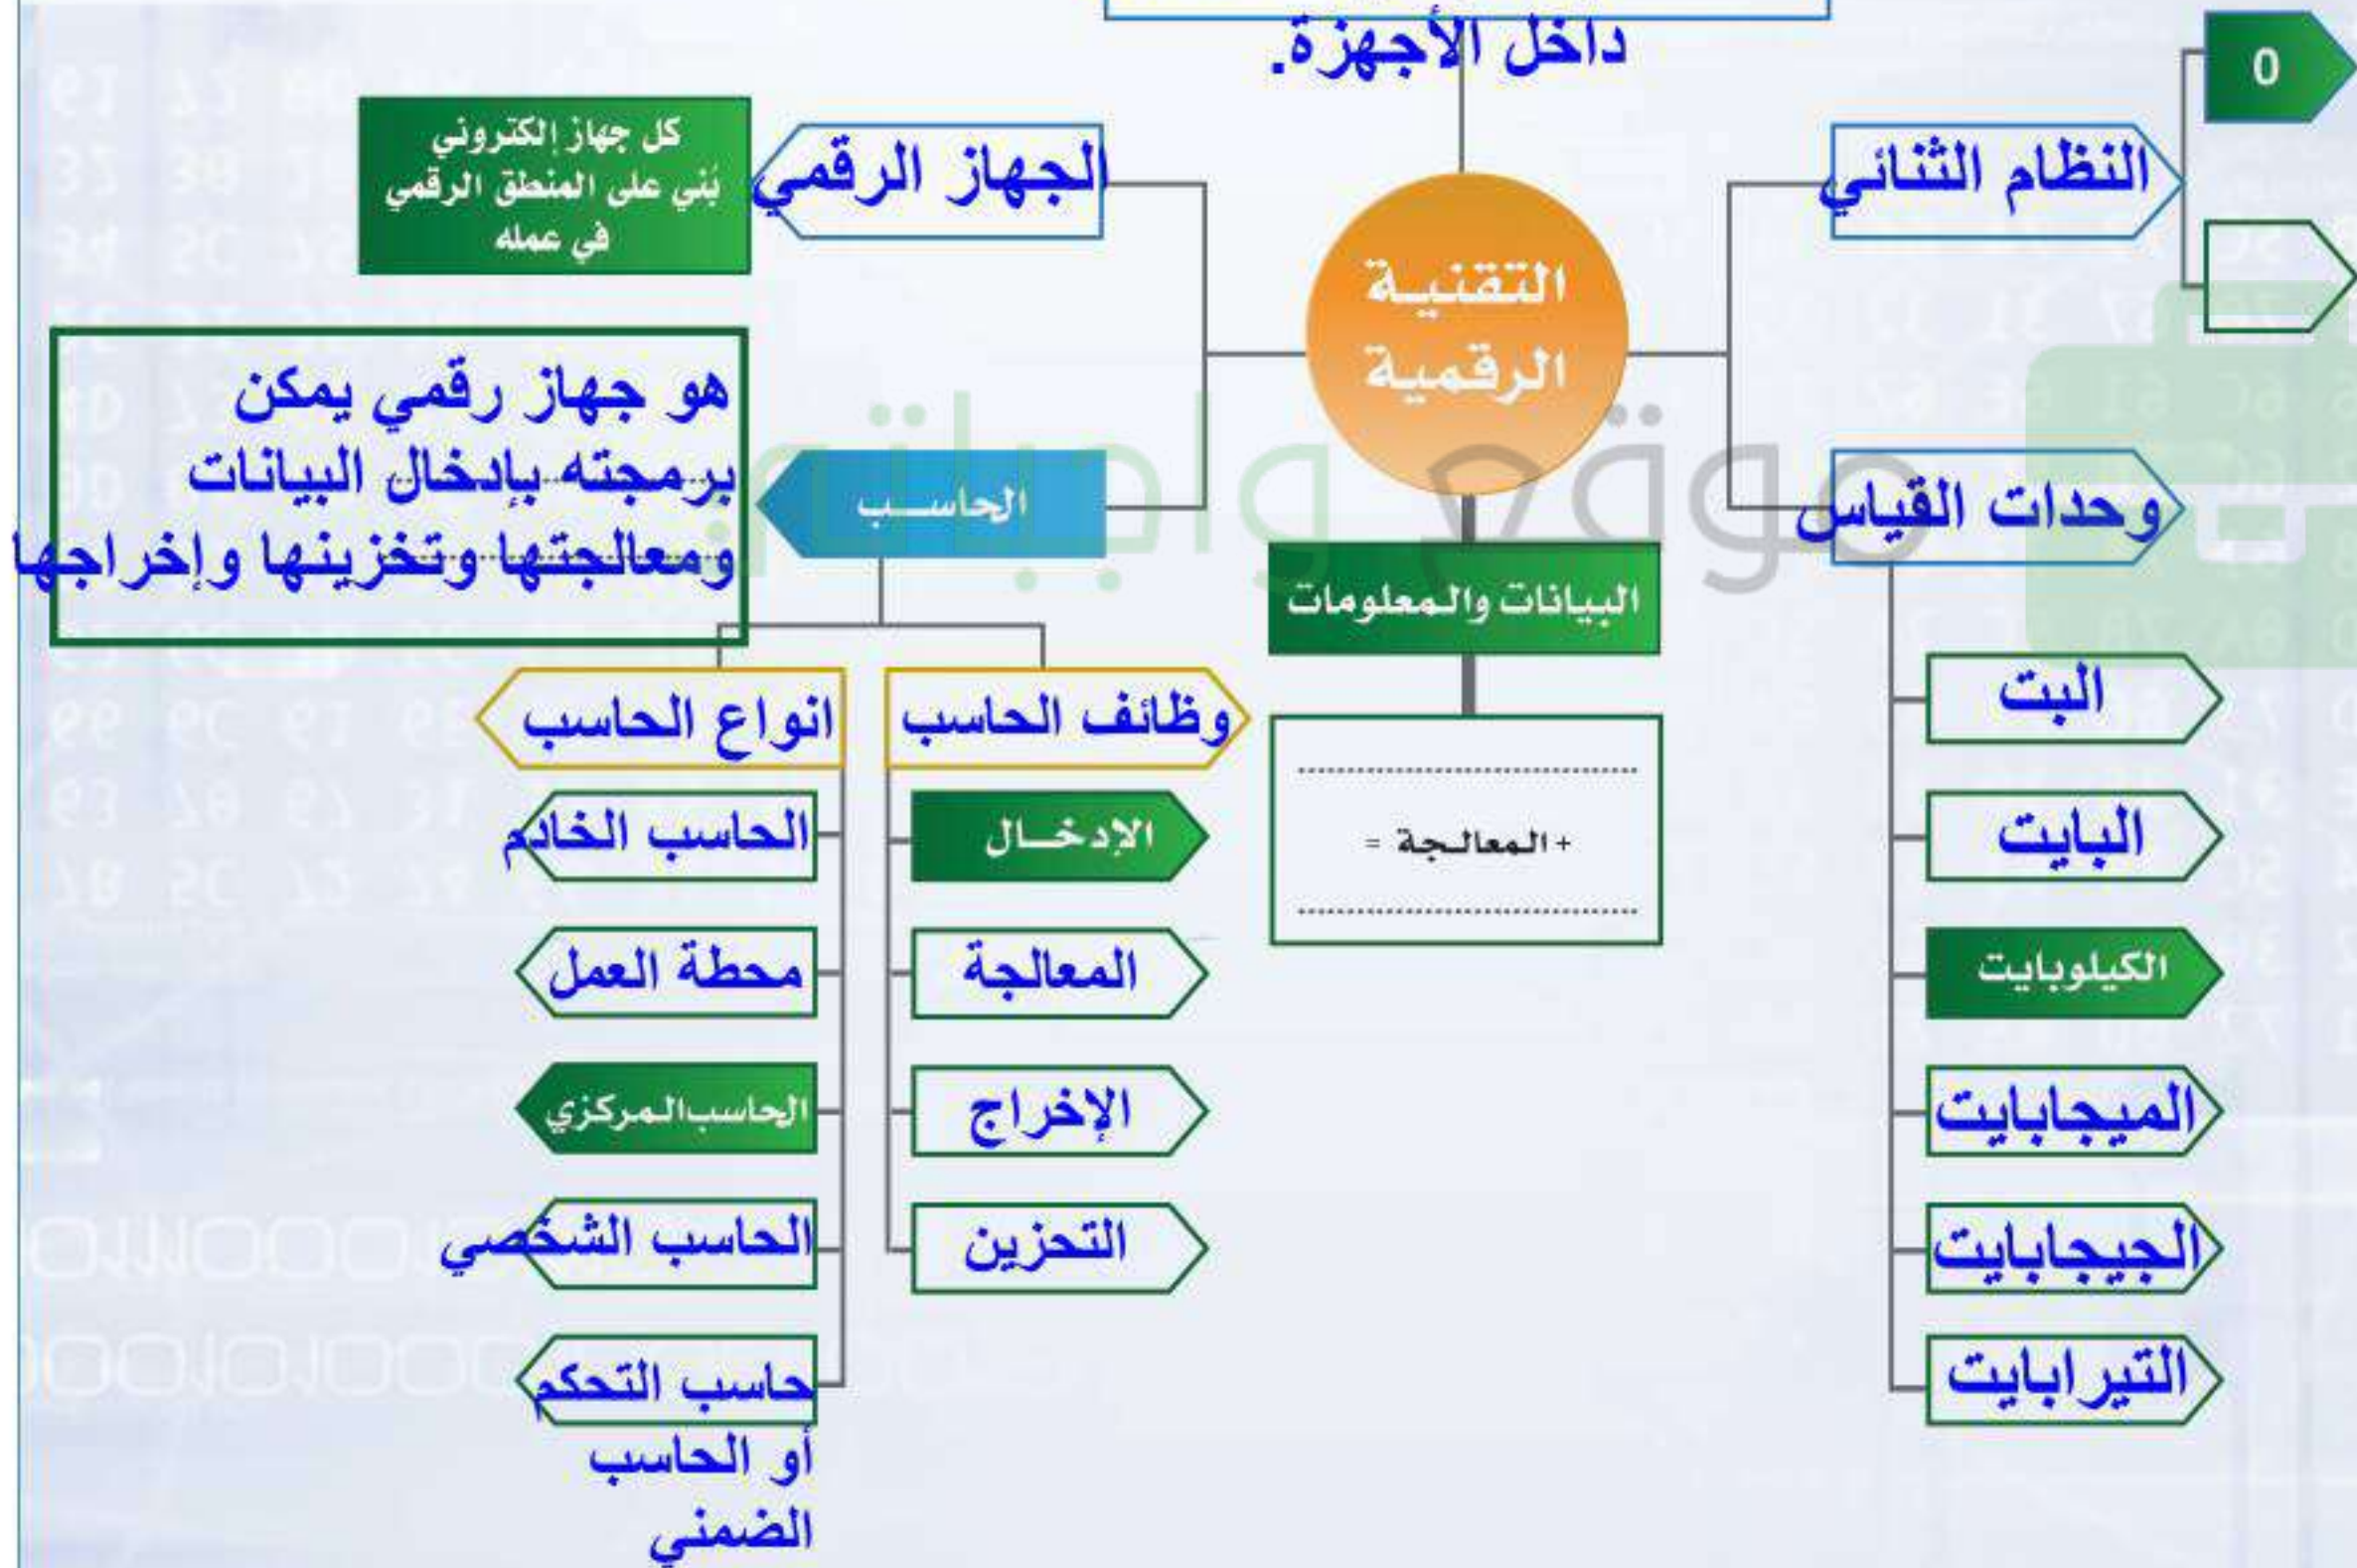 داخل الأجهزة.
0
النظام الثنائي
الجهاز الرقمي
كل جهاز إلكتروني
بُني على المنطق الرقمي
في عمله
التقنية
الرقمية
هو جهاز رقمي يمكن
برمجته بإدخال البيانات
ومعالجتها وتخزينها وإخراجها
الحاسب
وحدات القياس
موقع واجباتي
البيانات والمعلومات
+ المعالجة =
البت
البايت
الكيلوبايت
الميجابايت
الجيجابايت
التيرابايت
وظائف الحاسب
الإدخال
المعالجة
الإخراج
التحزين
انواع الحاسب
الحاسب الخادم
محطة العمل
الحاسب المركزي
الحاسب الشخصي
حاسب التحكم
أو الحاسب
الضمني